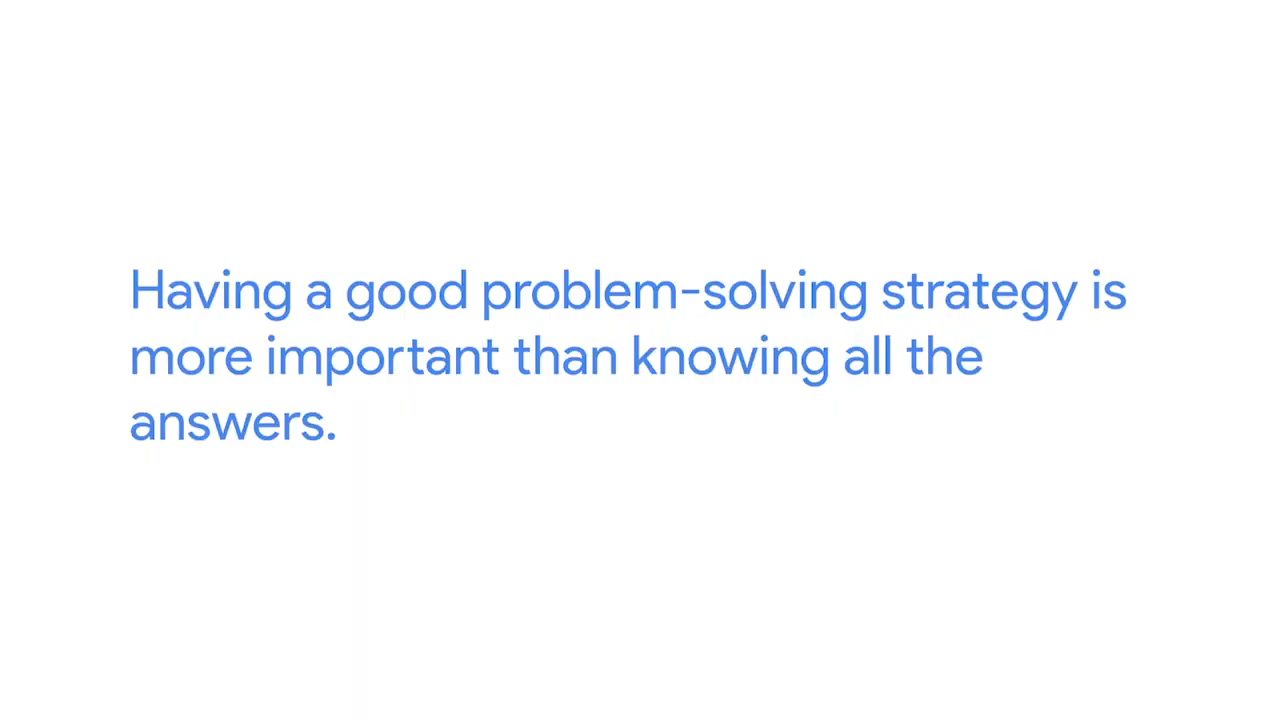 Having a good problem-solving strategy is
more important than knowing all the
answers.